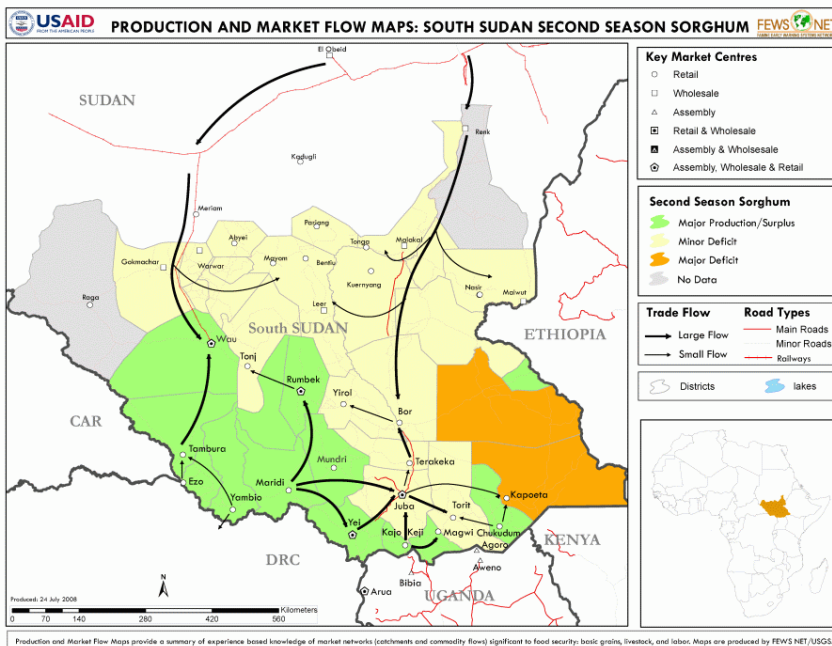 USAID
FROM THE AMERICAN PEOPLE
PRODUCTION AND MARKET FLOW MAPS: SOUTH SUDAN SECOND SEASON SORGHUM
FEWS NET
FAMINE EARLY WARNING SYSTEMS NETWORK
El Obeid
SUDAN
Renk
Kadugli
Meriam
Pariang
Abyei
Tonga
Malakal
Gokmachar
Warwar
Mayom
Bentiu
Kuernyang
Nasir
Maiwut
Raga
Leer
South SUDAN
ETHIOPIA
Wau
Tonj
Rumbek
Yirol
Bor
CAR
Tambura
Mundri
Terakeka
Ezo
Maridi
Kapoeta
Yambio
Juba
Torit
Yei
Kajo Keji
Magwi
Chukudum
Agoro
KENYA
DRC
Aweno
Bibia
UGANDA
Arua
N
Produced: 24 July 2008
Kilometers
0 70 140 280 420 560
Key Market Centres
Retail
Wholesale
Assembly
Retail & Wholesale
Assembly & Wholsesale
Assembly, Wholesale & Retail
Second Season Sorghum
Major Production/Surplus
Minor Deficit
Major Deficit
No Data
Trade Flow
Large Flow
Small Flow
Road Types
Main Roads
Minor Roads
Railways
Districts
lakes
Production and Market Flow Maps provide a summary of experience based knowledge of market networks (catchments and commodity flows) significant to food security: basic grains, livestock, and labor. Maps are produced by FEWS NET/USGS.